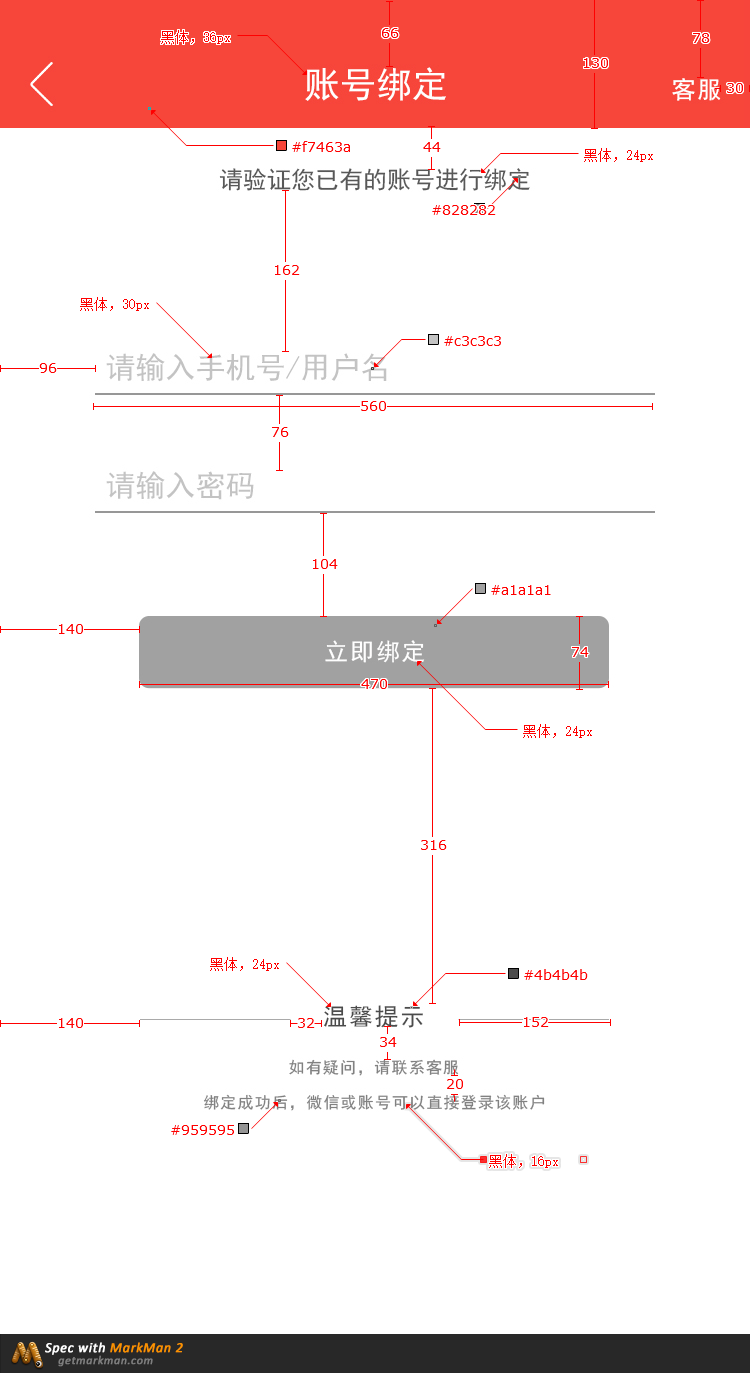 黑体，36px
66
78
130
账号绑定
客服
30
#f7463a
44
黑体，24px
请验证您已有的账号进行绑定
#828282
162
黑体，30px
#c3c3c3
96
请输入手机号/用户名
560
76
请输入密码
104
#a1a1a1
140
立即绑定
74
470
黑体，24px
316
黑体，24px
#4b4b4b
温馨提示
140
32
152
34
如有疑问，请联系客服
20
绑定成功后，微信或账号可以直接登录该账户
#959595
黑体，16px
Spec with MarkMan 2
getmarkman.com